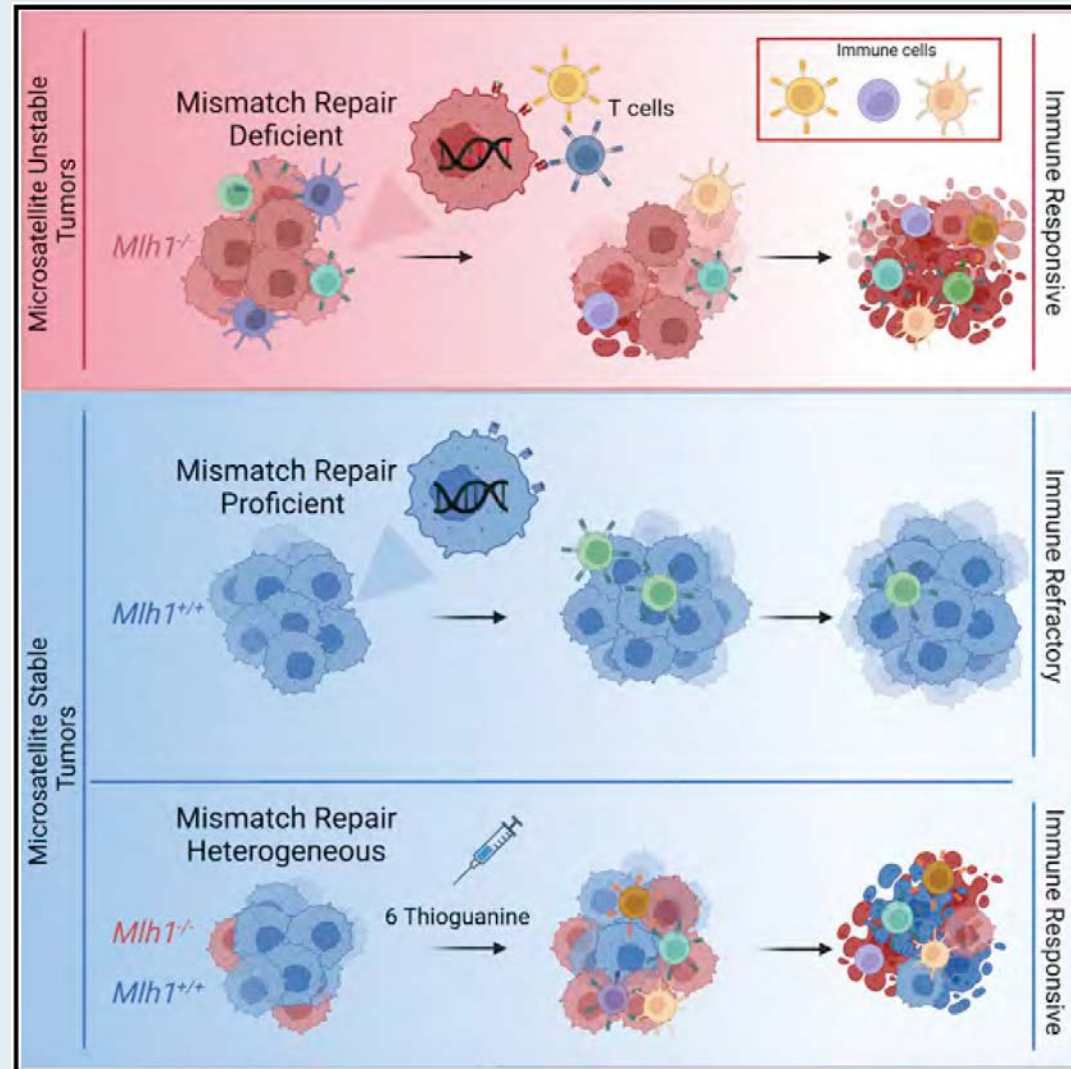 Microsatellite Unstable
Tumors
Mismatch Repair
Deficient
Mlh1-/-
T cells
Immune cells
Immune Responsive
Microsatellite Stable
Tumors
Mismatch Repair
Proficient
Mlh1+/+
Immune Refractory
Mismatch Repair
Heterogeneous
Mlh1-/-
Mlh1+/+
6 Thioguanine
Immune Responsive